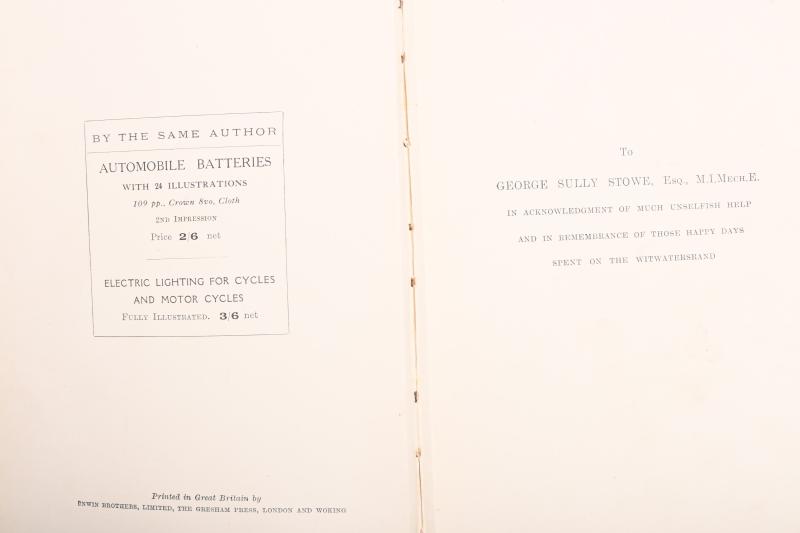 BY THE SAME AUTHOR
AUTOMOBILE BATTERIES
WITH 24 ILLUSTRATIONS
109 pp., Crown 8vo, Cloth
2ND IMPRESSION
Price 2/6 net
ELECTRIC LIGHTING FOR CYCLES
AND MOTOR CYCLES
FULLY ILLUSTRATED. 3/6 net
Printed in Great Britain by
UNWIN BROTHERS, LIMITED, THE GRESHAM PRESS, LONDON AND WOKING
To
GEORGE SULLY STOWE, ESQ., M.I.MECH.E.
IN ACKNOWLEDGMENT OF MUCH UNSELFISH HELP
AND IN REMEMBRANCE OF THOSE HAPPY DAYS
SPENT ON THE WITWATERSRAND